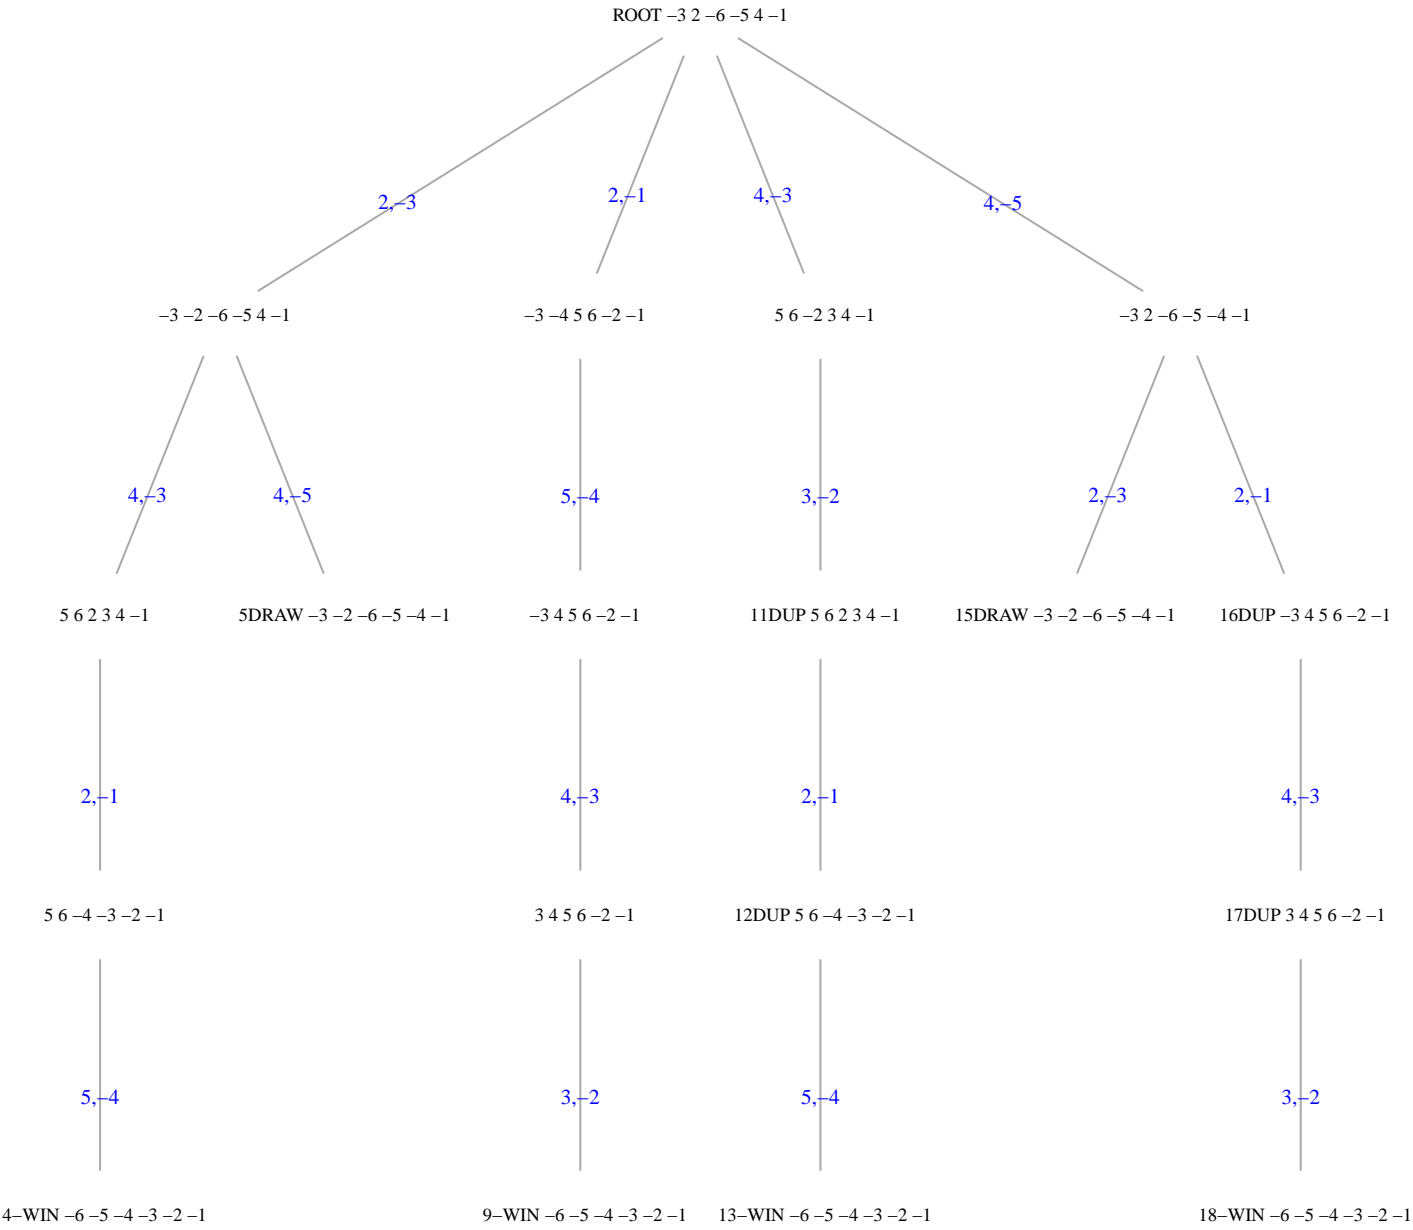 ROOT –3 2 –6 –5 4 –1
2,–3
2,–1
4,–3
4,–5
–3 –2 –6 –5 4 –1
–3 –4 5 6 –2 –1
5 6 –2 3 4 –1
–3 2 –6 –5 –4 –1
4,–3
4,–5
5,–4
3,–2
2,–3
2,–1
5 6 2 3 4 –1
5DRAW –3 –2 –6 –5 –4 –1
–3 4 5 6 –2 –1
11DUP 5 6 2 3 4 –1
15DRAW –3 –2 –6 –5 –4 –1
16DUP –3 4 5 6 –2 –1
2,–1
4,–3
2,–1
4,–3
5 6 –4 –3 –2 –1
3 4 5 6 –2 –1
12DUP 5 6 –4 –3 –2 –1
17DUP 3 4 5 6 –2 –1
5,–4
3,–2
5,–4
3,–2
4–WIN –6 –5 –4 –3 –2 –1
9–WIN –6 –5 –4 –3 –2 –1
13–WIN –6 –5 –4 –3 –2 –1
18–WIN –6 –5 –4 –3 –2 –1